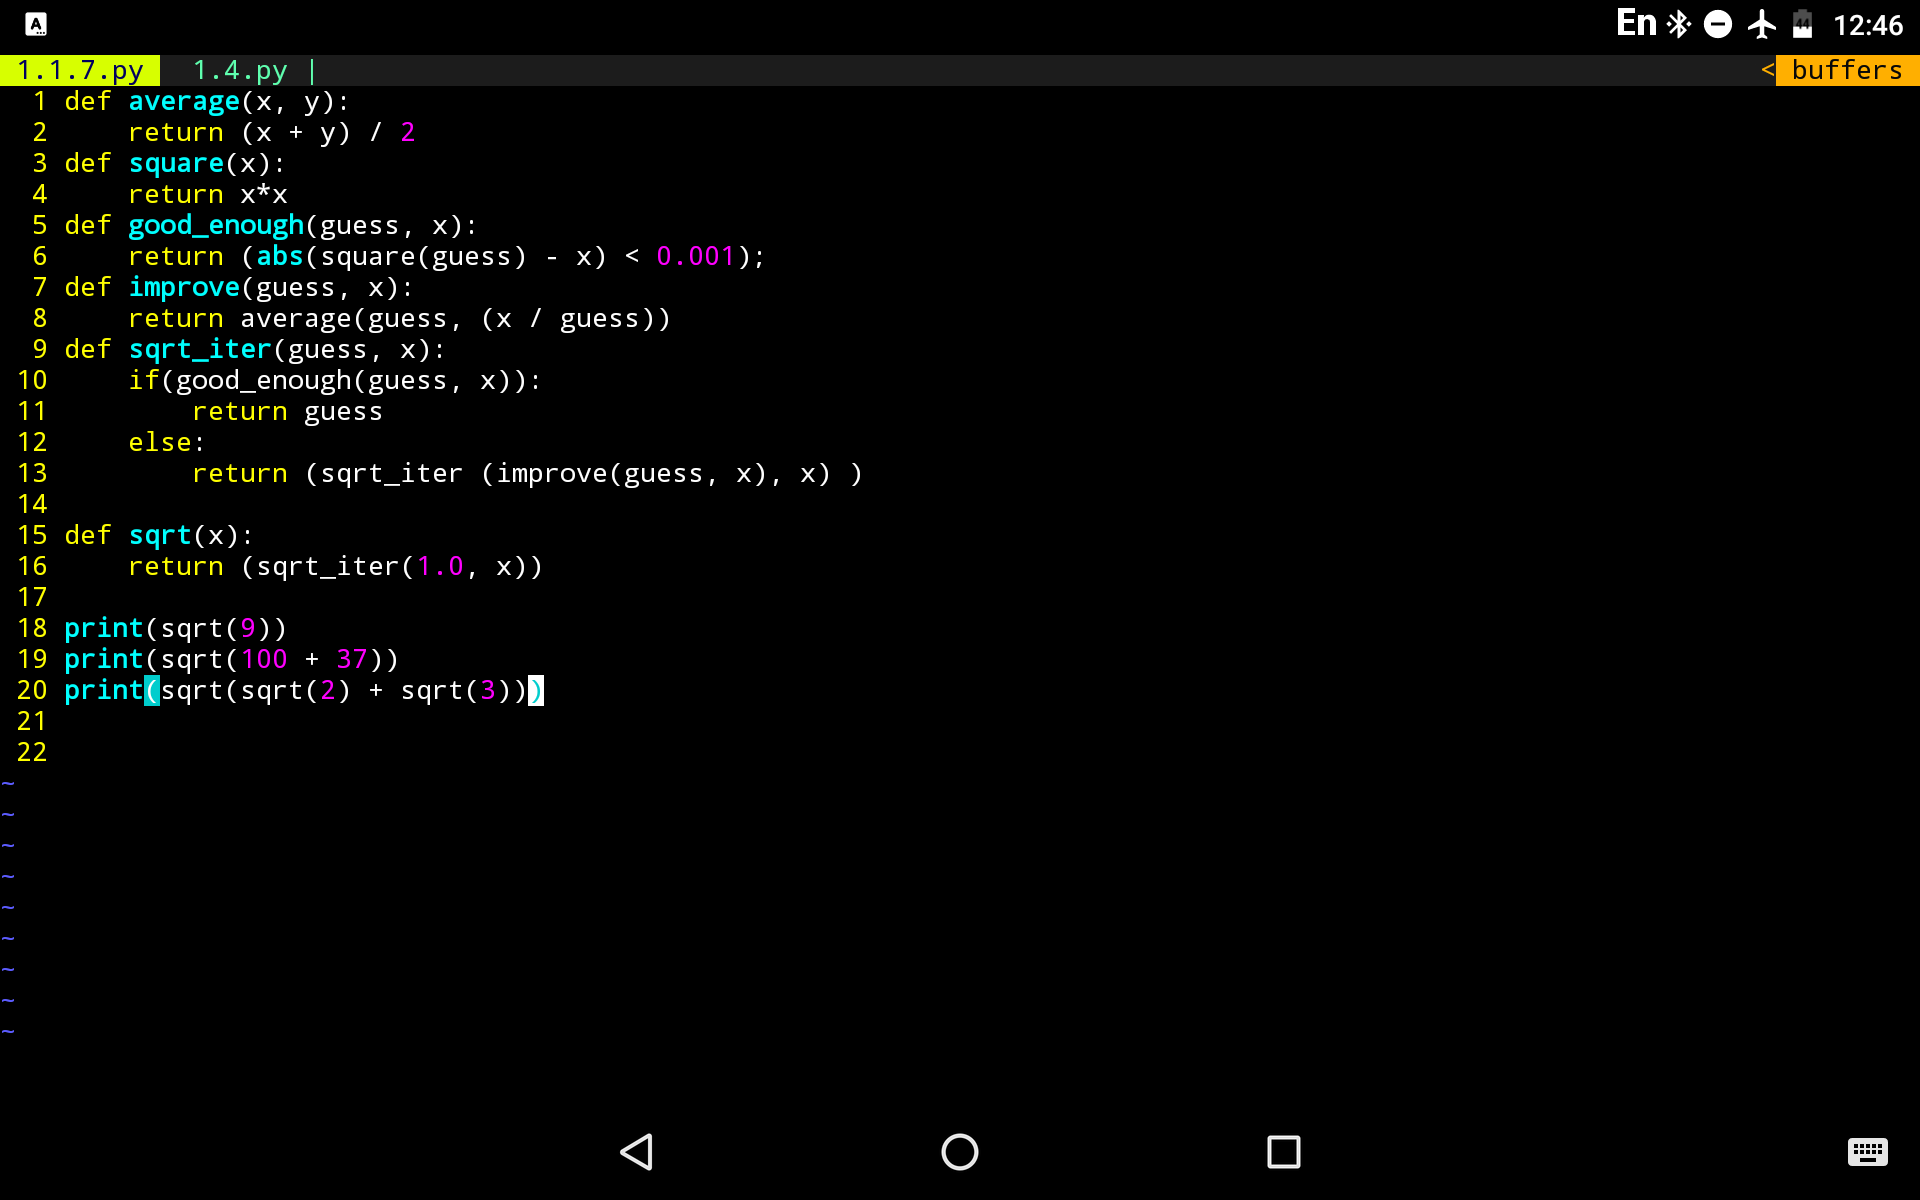 A
En 44 12:46
1.1.7.py 1.4.py | < buffers
1 def average(x, y):
2     return (x + y) / 2
3 def square(x):
4     return x*x
5 def good_enough(guess, x):
6     return (abs(square(guess) - x) < 0.001);
7 def improve(guess, x):
8     return average(guess, (x / guess))
9 def sqrt_iter(guess, x):
10     if(good_enough(guess, x)):
11         return guess
12     else:
13         return (sqrt_iter (improve(guess, x), x) )
14
15 def sqrt(x):
16     return (sqrt_iter(1.0, x))
17
18 print(sqrt(9))
19 print(sqrt(100 + 37))
20 print(sqrt(sqrt(2) + sqrt(3)))
21
22
~
~
~
~
~
~
~
~
~